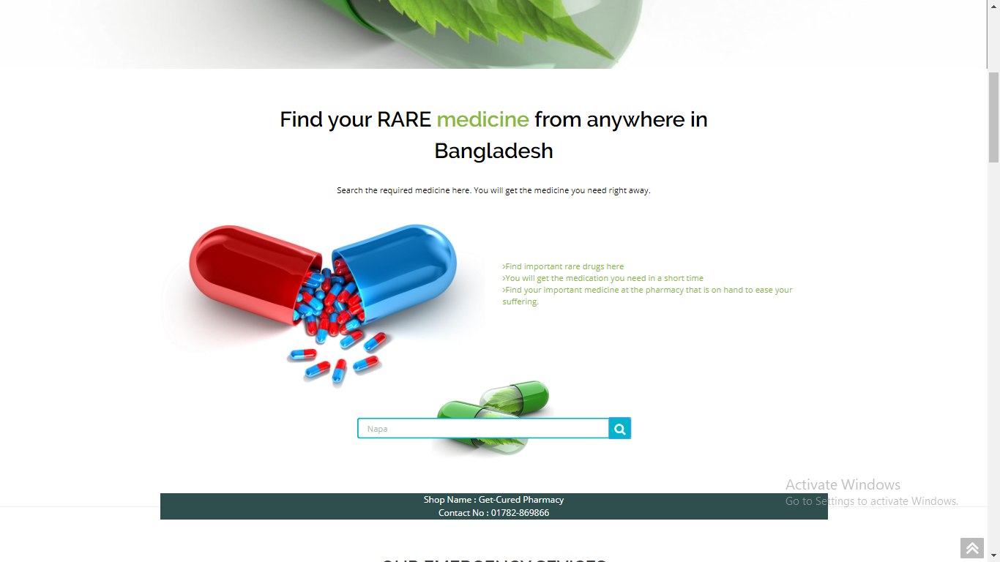 Find your RARE medicine from anywhere in
Bangladesh
Search the required medicine here. You will get the medicine you need right away.
>Find important rare drugs here
>You will get the medication you need in a short time
>Find your important medicine at the pharmacy that is on hand to ease your
suffering.
Napa
Activate Windows
Go to Settings to activate Windows.
Shop Name : Get-Cured Pharmacy
Contact No : 01782-869866
OUR EMERGENCY SEVICES